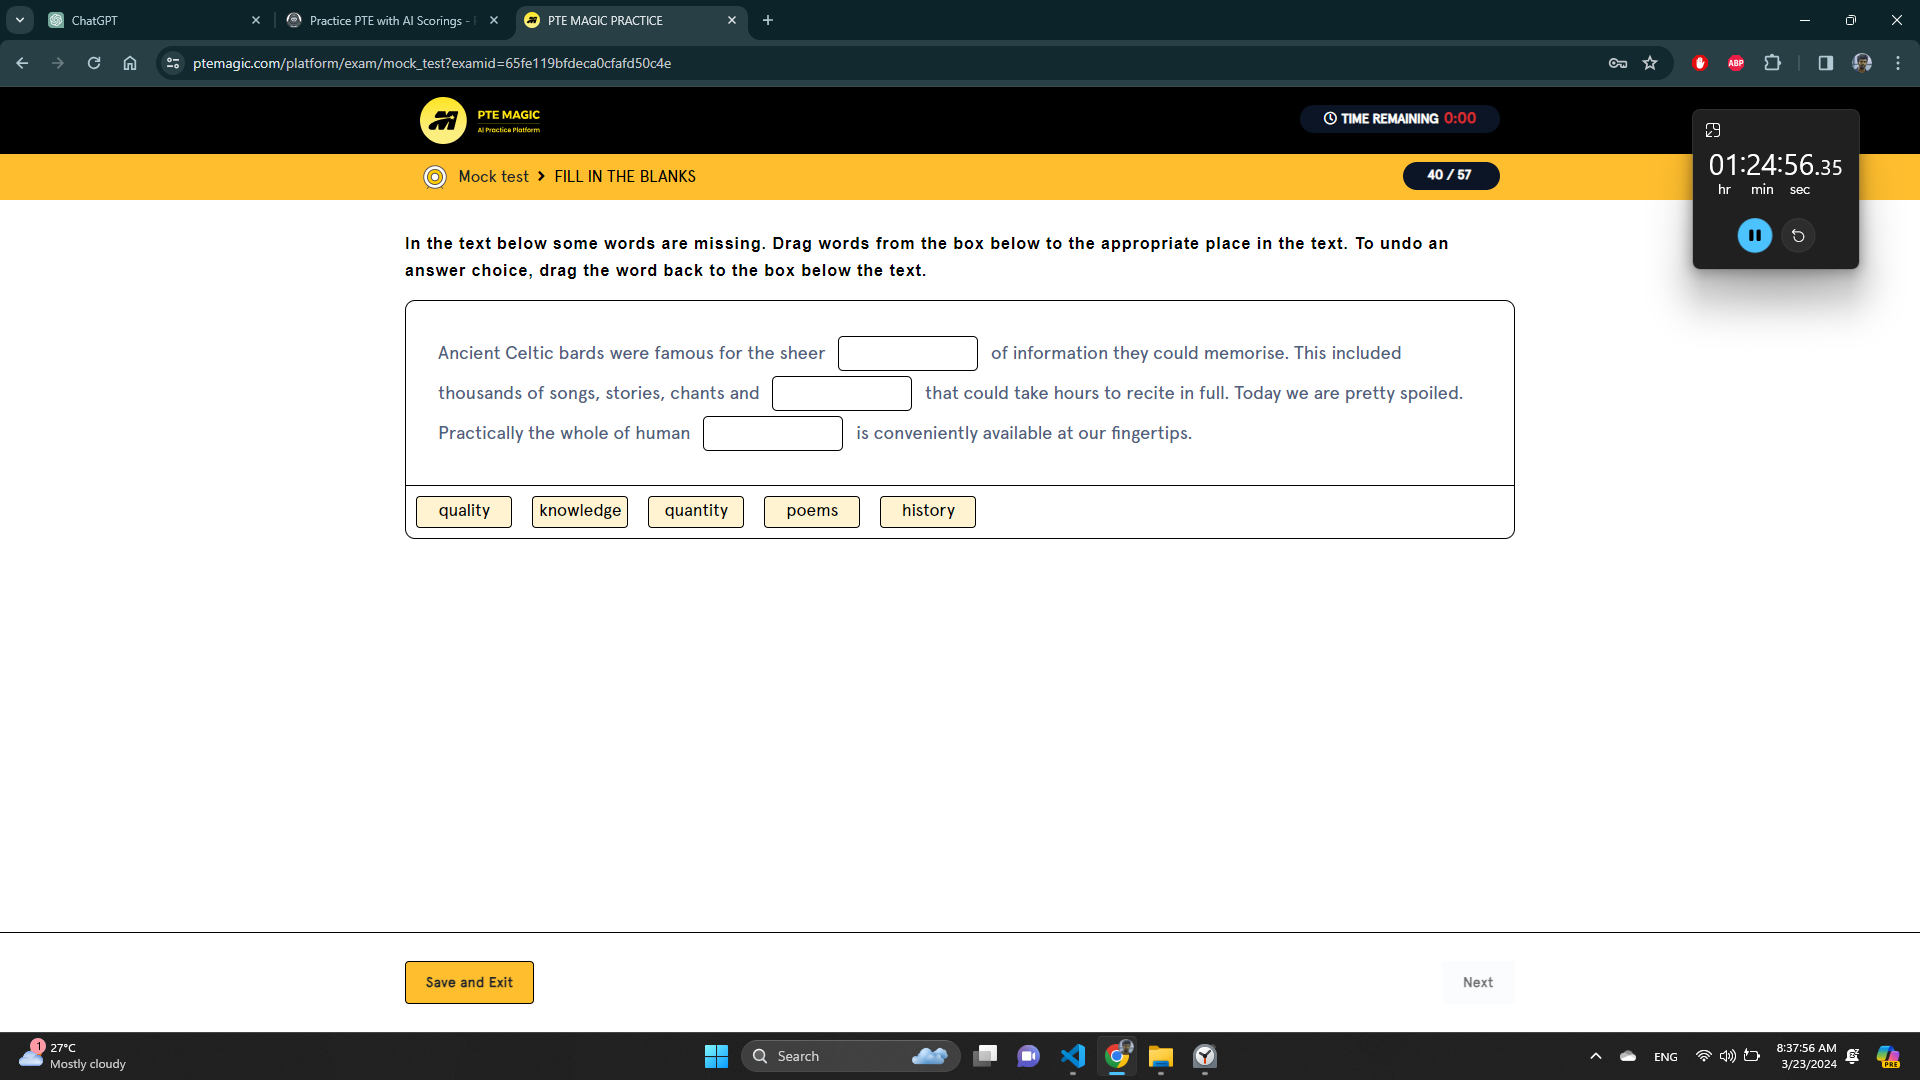 ChatGPT
Practice PTE with AI Scorings -
PTE MAGIC PRACTICE
ptemagic.com/platform/exam/mock_test?examid=65fe119bfdeca0cfafd50c4e
ABP
PTE MAGIC
AI Practice Platform
TIME REMAINING 0:00
Mock test > FILL IN THE BLANKS
40 / 57
01:24:56.35
hr min sec
In the text below some words are missing. Drag words from the box below to the appropriate place in the text. To undo an
answer choice, drag the word back to the box below the text.
Ancient Celtic bards were famous for the sheer of information they could memorise. This included
thousands of songs, stories, chants and that could take hours to recite in full. Today we are pretty spoiled.
Practically the whole of human is conveniently available at our fingertips.
quality knowledge quantity poems history
Save and Exit
Next
1
27°C
Mostly cloudy
Search
ENG
8:37:56 AM
3/23/2024
PRE